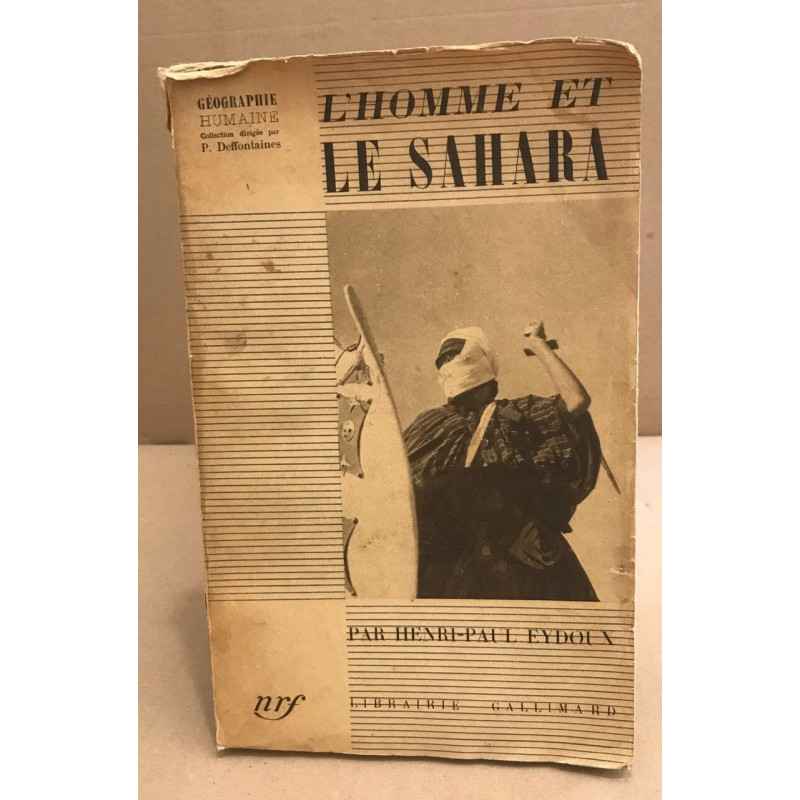 GÉOGRAPHIE
HUMAINE
Collection dirigée par
P. Deffontaines
L'HOMME ET
LE SAHARA
PAR HENRI-PAUL EYDOUX
nrf
LIBRAIRIE GALLIMARD